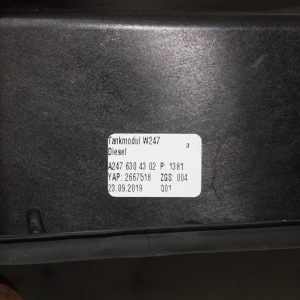 Tankmodul W247
3
Diesel
A247 630 43 02 P: 1381
YAP: 2667518 ZGS: 004
23.09.2019 Q01